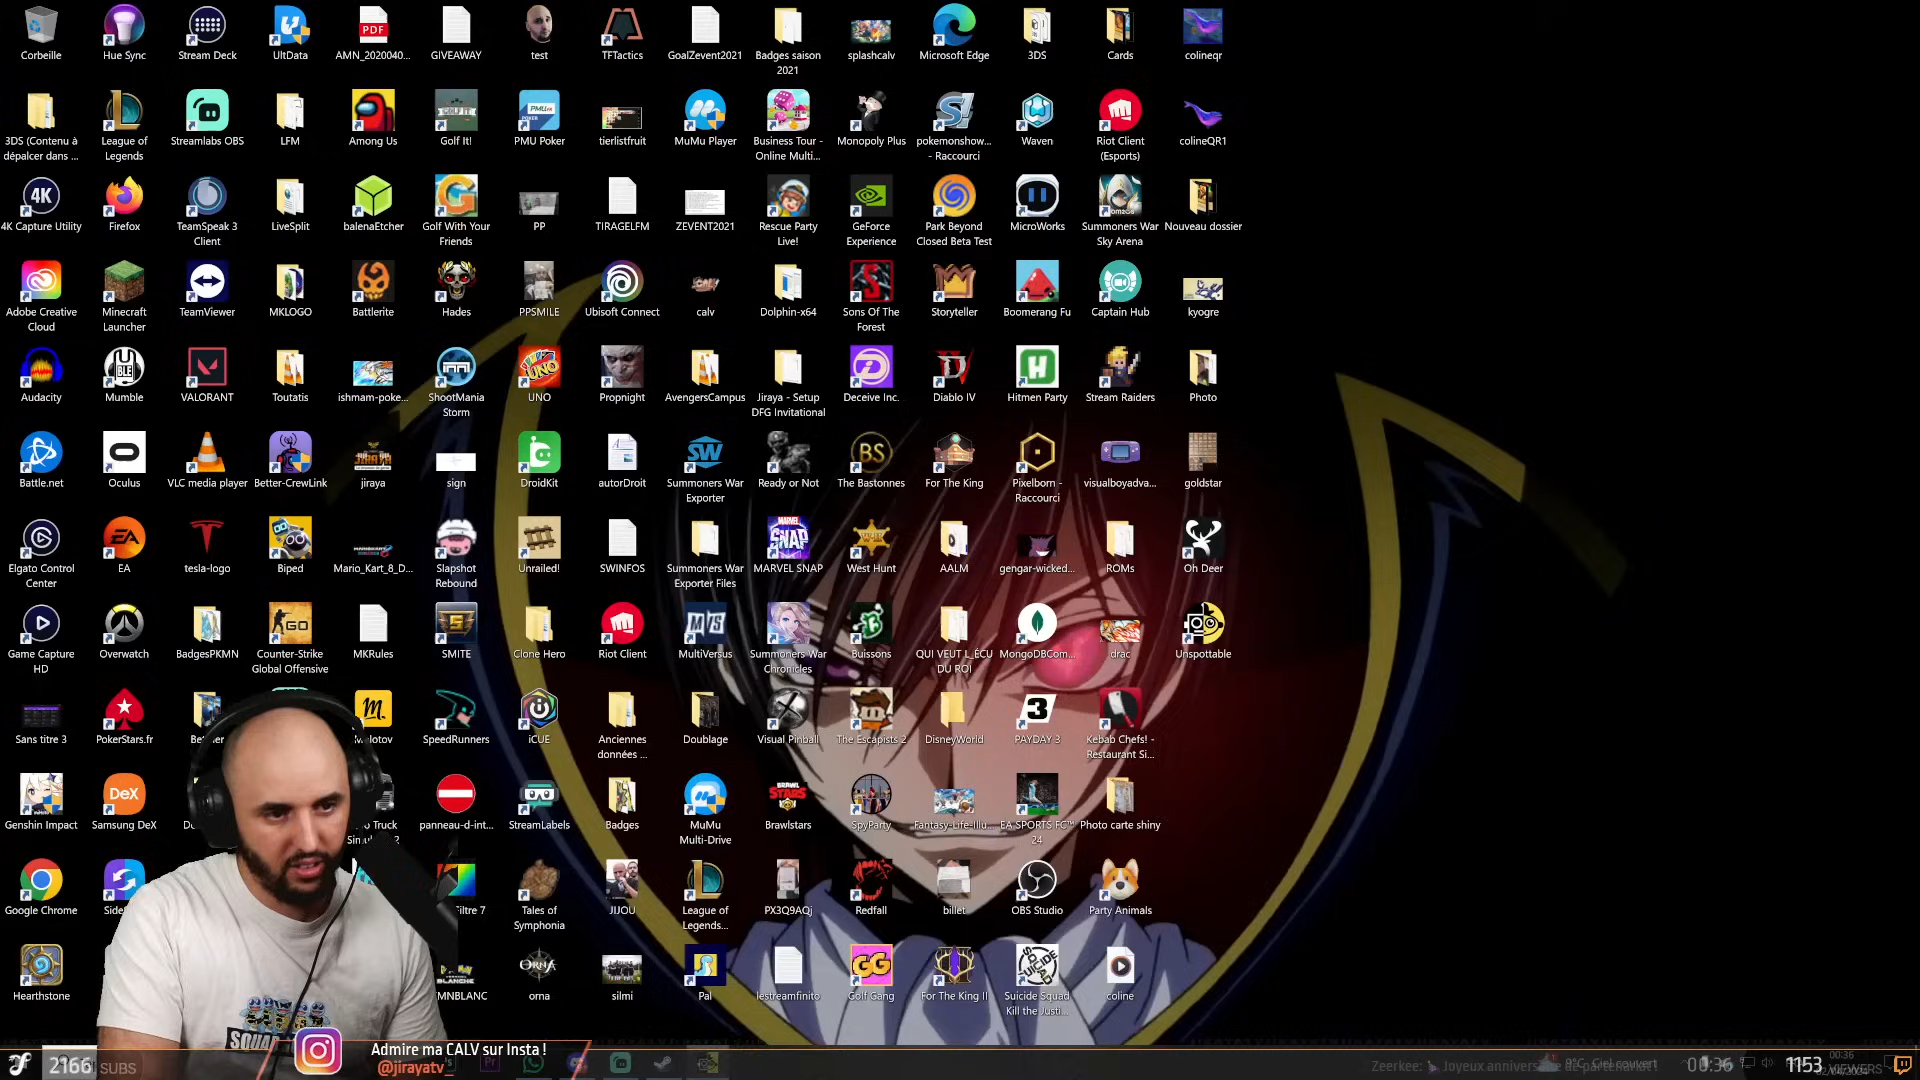 Corbeille
Hue Sync
Stream Deck
UltData
AMN_2020040...
GIVEAWAY
test
TFTactics
GoalZevent2021
Badges saison
2021
splashcalv
Microsoft Edge
3DS
Cards
colineqr
3DS (Contenu à
dépalcer dans ...
League of
Legends
Streamlabs OBS
LFM
Among Us
Golf It!
PMU Poker
tierlistfruit
MuMu Player
Business Tour -
Online Multi...
Monopoly Plus
pokemonshow...
- Raccourci
Waven
Riot Client
(Esports)
colineQR1
4K Capture Utility
Firefox
TeamSpeak 3
Client
LiveSplit
balenaEtcher
Golf With Your
Friends
PP
TIRAGELFM
ZEVENT2021
Rescue Party
Live!
GeForce
Experience
Park Beyond
Closed Beta Test
MicroWorks
Summoners War
Sky Arena
Nouveau dossier
Adobe Creative
Cloud
Minecraft
Launcher
TeamViewer
MKLOGO
Battlerite
Hades
PPSMILE
Ubisoft Connect
calv
Dolphin-x64
Sons Of The
Forest
Storyteller
Boomerang Fu
Captain Hub
kyogre
Audacity
Mumble
VALORANT
Toutatis
ishmam-poke...
ShootMania
Storm
UNO
Propnight
AvengersCampus
Jiraya - Setup
DFG Invitational
Deceive Inc.
Diablo IV
Hitmen Party
Stream Raiders
Photo
Battle.net
Oculus
VLC media player
Better-CrewLink
jiraya
sign
DroidKit
autorDroit
Summoners War
Exporter
Ready or Not
The Bastonnes
For The King
Pixelborn -
Raccourci
visualboyadva...
goldstar
Elgato Control
Center
EA
tesla-logo
Biped
Mario_Kart_8_D...
Slapshot
Rebound
Unrailed!
SWINFOS
Summoners War
Exporter Files
MARVEL SNAP
West Hunt
AALM
gengar-wicked...
ROMs
Oh Deer
Game Capture
HD
Overwatch
BadgesPKMN
Counter-Strike
Global Offensive
MKRules
SMITE
Clone Hero
Riot Client
MultiVersus
Summoners War
Chronicles
Buissons
QUI VEUT L_ÉCU
DU ROI
MongoDBCom...
drac
Unspottable
Sans titre 3
PokerStars.fr
SpeedRunners
iCUE
Anciennes
données ...
Doublage
Visual Pinball
The Escapists 2
DisneyWorld
PAYDAY 3
Kebab Chefs! -
Restaurant Si...
Genshin Impact
Samsung DeX
Truck
panneau-d-int...
StreamLabels
Badges
MuMu
Multi-Drive
Brawlstars
SpyParty
Fantasy-Life-Illu...
EA SPORTS FC™
24
Photo carte shiny
Google Chrome
Filtre 7
Tales of
Symphonia
JIJOU
League of
Legends...
PX3Q9AQj
Redfall
billet
OBS Studio
Party Animals
Hearthstone
MNBLANC
orna
silmi
Pal
lestreamfinito
Golf Gang
For The King II
Suicide Squad
Kill the Justi...
coline
2166 SUBS
Admire ma CALV sur Insta !
@jirayatv_
00:36
1153 VIEWERS